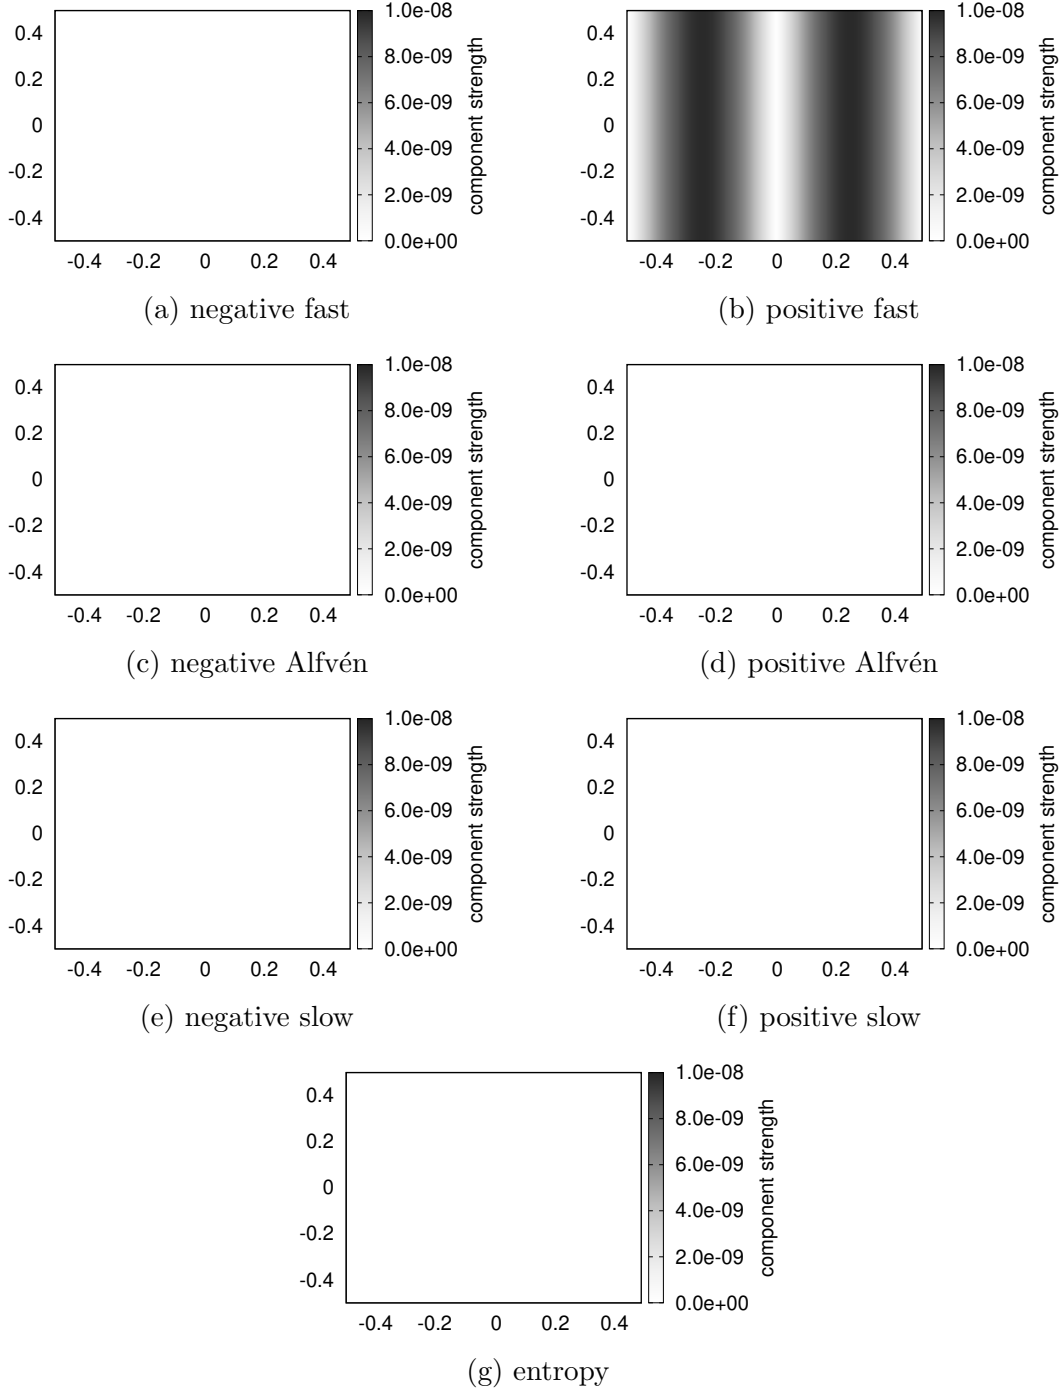 0.4
0.2
0
-0.2
-0.4
-0.4 -0.2 0 0.2 0.4
1.0e-08
8.0e-09
6.0e-09
4.0e-09
2.0e-09
0.0e+00
component strength
(a) negative fast
0.4
0.2
0
-0.2
-0.4
-0.4 -0.2 0 0.2 0.4
1.0e-08
8.0e-09
6.0e-09
4.0e-09
2.0e-09
0.0e+00
component strength
(b) positive fast
0.4
0.2
0
-0.2
-0.4
-0.4 -0.2 0 0.2 0.4
1.0e-08
8.0e-09
6.0e-09
4.0e-09
2.0e-09
0.0e+00
component strength
(c) negative Alfvén
0.4
0.2
0
-0.2
-0.4
-0.4 -0.2 0 0.2 0.4
1.0e-08
8.0e-09
6.0e-09
4.0e-09
2.0e-09
0.0e+00
component strength
(d) positive Alfvén
0.4
0.2
0
-0.2
-0.4
-0.4 -0.2 0 0.2 0.4
1.0e-08
8.0e-09
6.0e-09
4.0e-09
2.0e-09
0.0e+00
component strength
(e) negative slow
0.4
0.2
0
-0.2
-0.4
-0.4 -0.2 0 0.2 0.4
1.0e-08
8.0e-09
6.0e-09
4.0e-09
2.0e-09
0.0e+00
component strength
(f) positive slow
0.4
0.2
0
-0.2
-0.4
-0.4 -0.2 0 0.2 0.4
1.0e-08
8.0e-09
6.0e-09
4.0e-09
2.0e-09
0.0e+00
component strength
(g) entropy